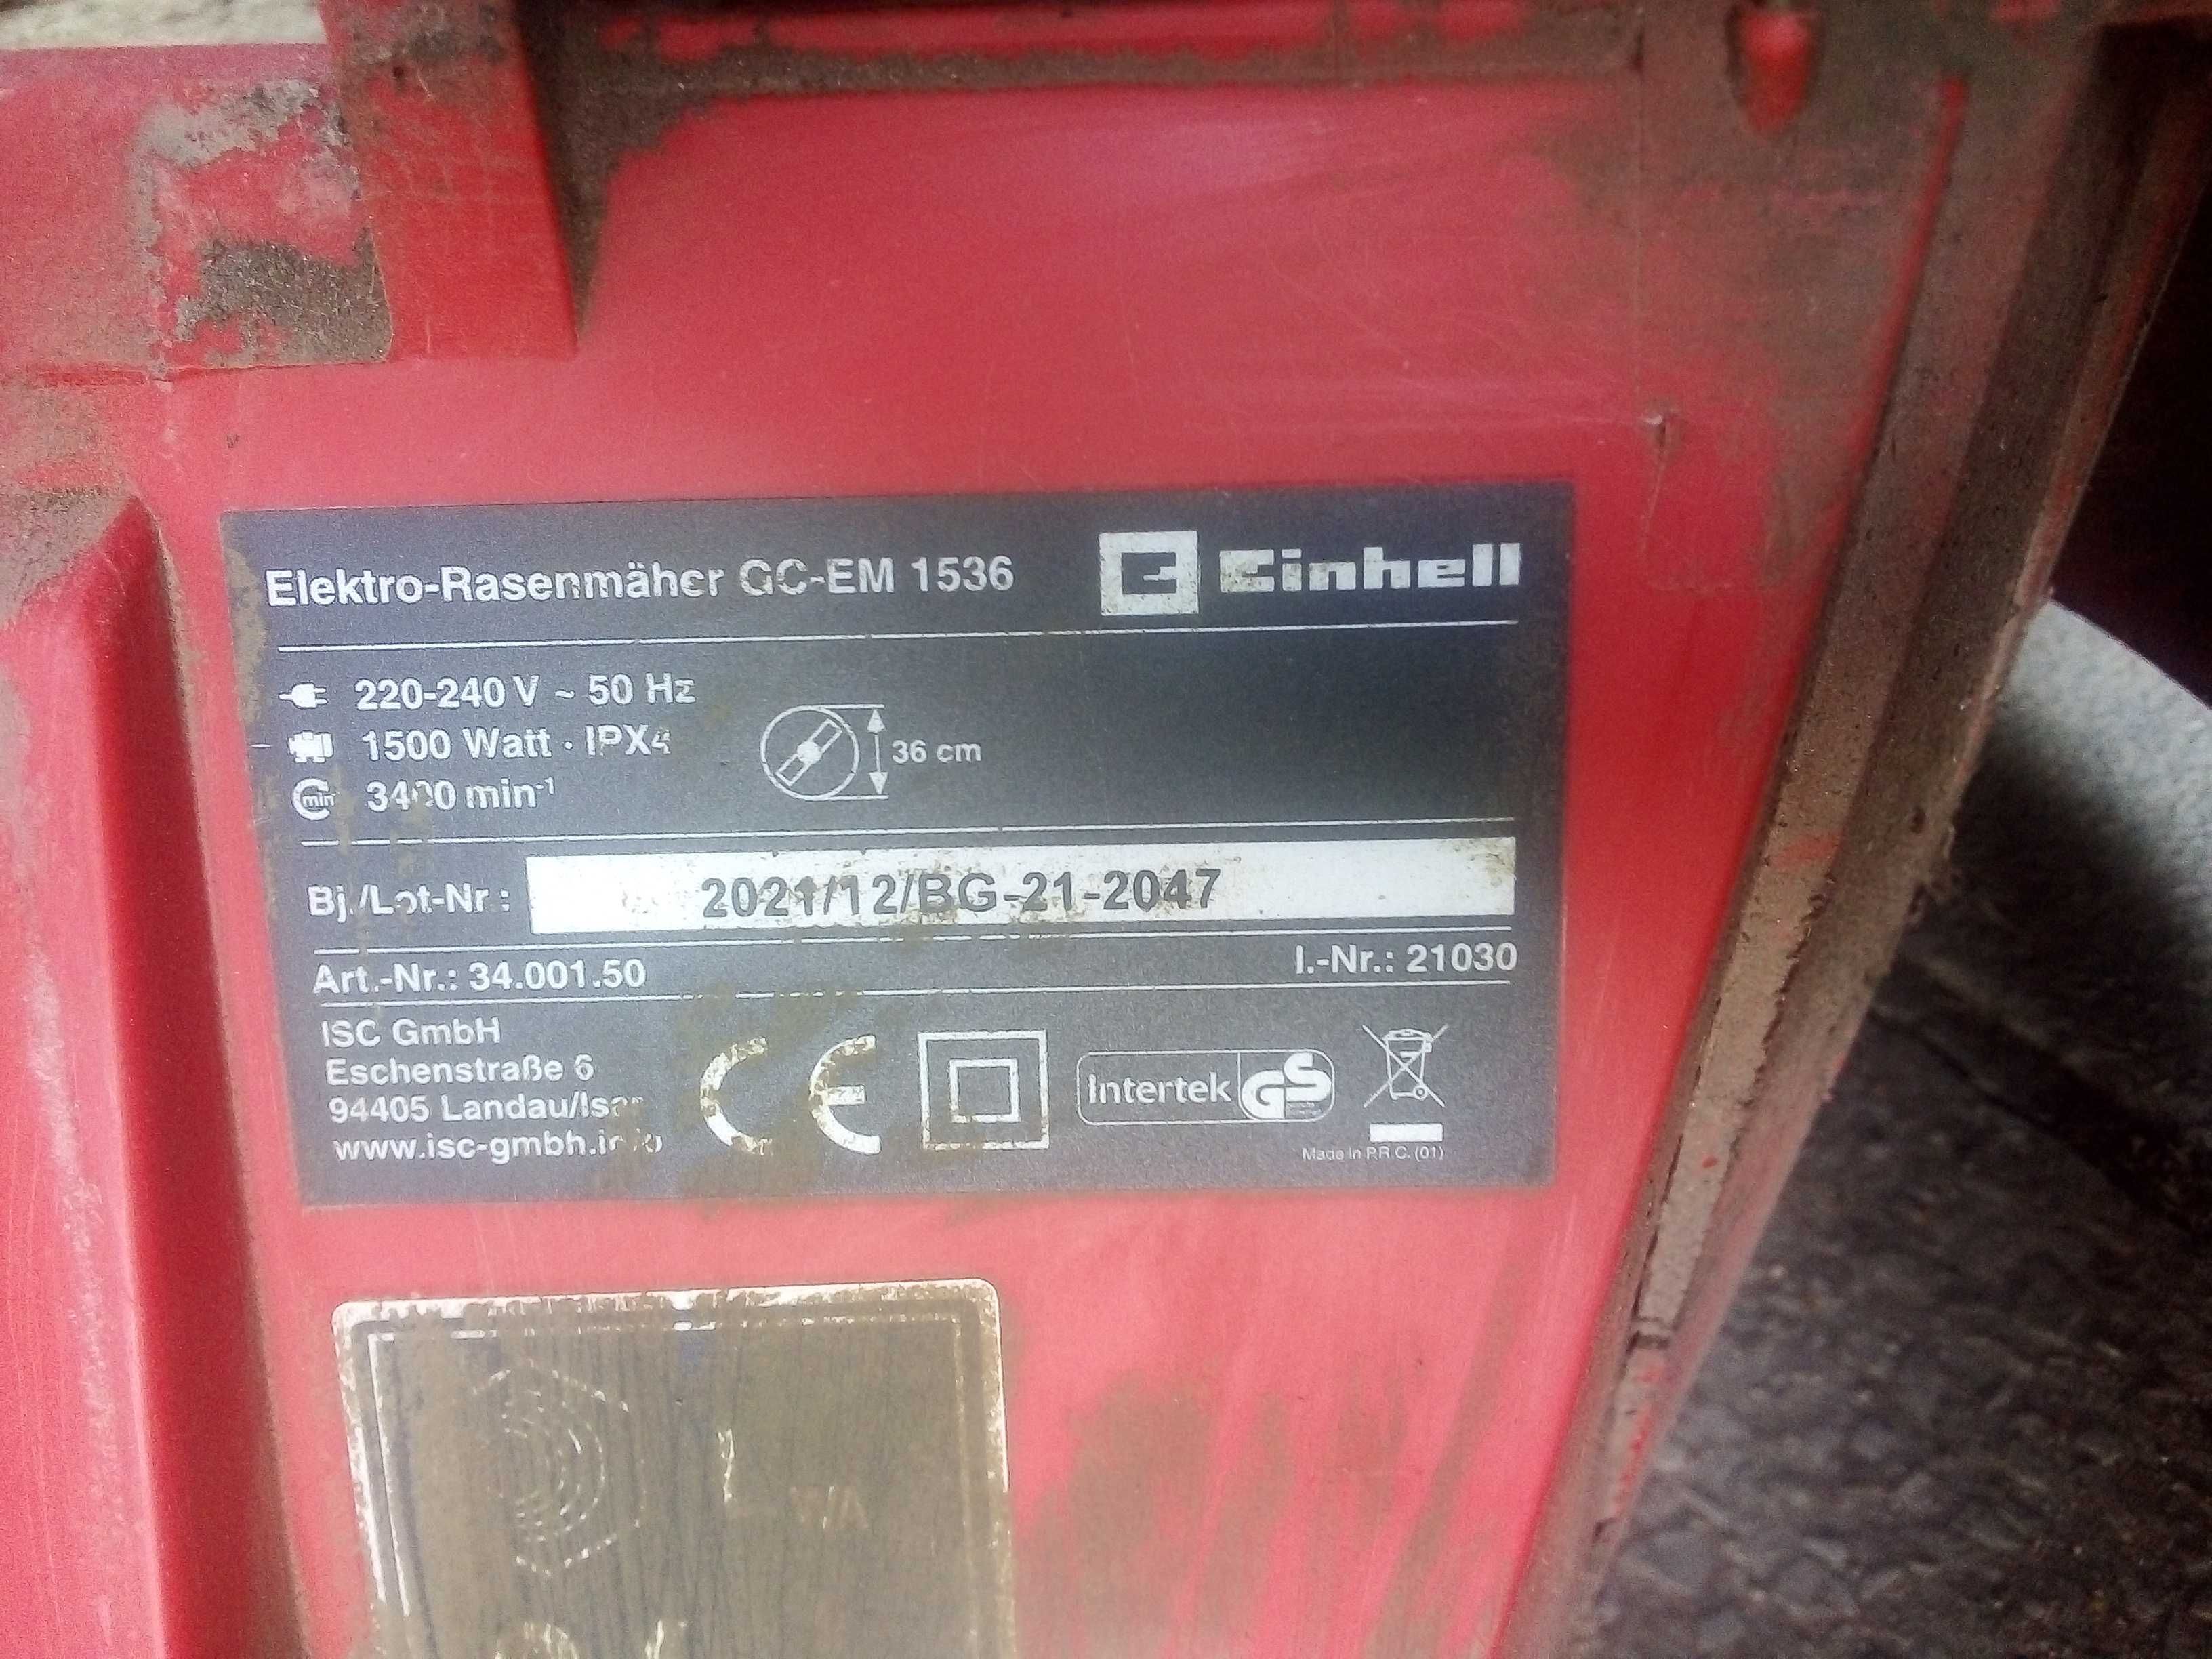 Elektro-Rasenmäher GC-EM 1536
Einhell
220-240 V ~ 50 Hz
1500 Watt · IPX4
min 3400 min⁻¹
36 cm
Bj./Lot-Nr.: 2021/12/BG-21-2047
Art.-Nr.: 34.001.50
I.-Nr.: 21030
ISC GmbH
Eschenstraße 6
94405 Landau/Isar
www.isc-gmbh.info
CE
Intertek GS
Made in P.R.C. (01)
LWA